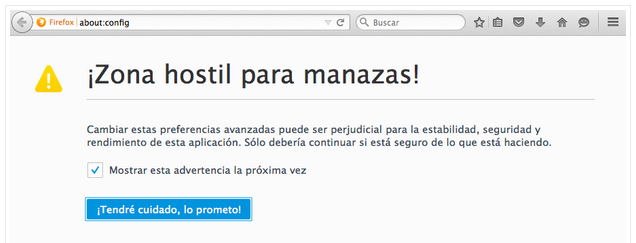 Firefox about:config Buscar
¡Zona hostil para manazas!
Cambiar estas preferencias avanzadas puede ser perjudicial para la estabilidad, seguridad y
rendimiento de esta aplicación. Sólo debería continuar si está seguro de lo que está haciendo.
Mostrar esta advertencia la próxima vez
¡Tendré cuidado, lo prometo!